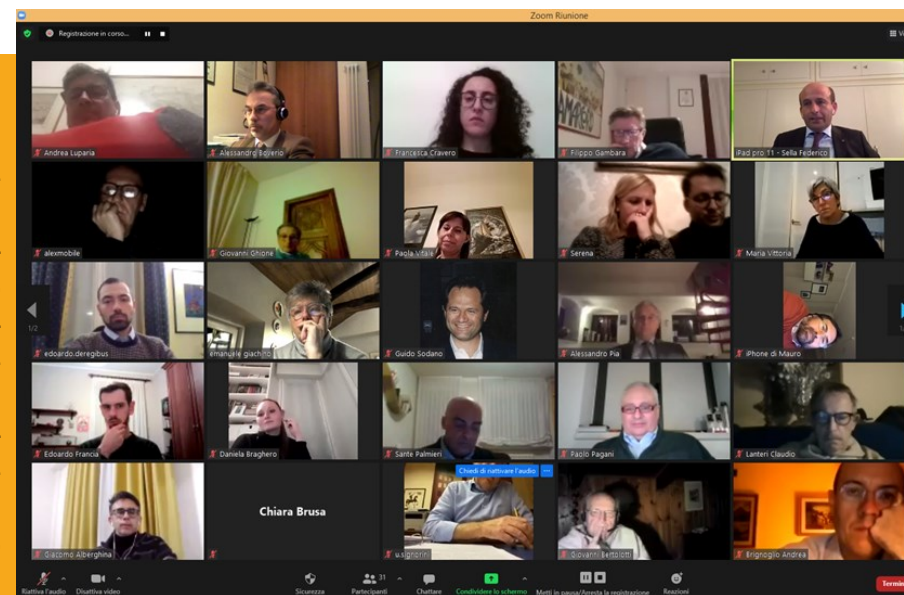 Zoom Riunione
Registrazione in corso...
Andrea Luparia
Alessandro Boverio
Francesca Cravero
Filippo Gambara
iPad pro 11 - Sella Federico
alexmobile
Giovanni Ghione
Paola Vitale
Serena
Maria Vittoria
1/2
edoardo.deregibus
emanuele giachino
Guido Sodano
Alessandro Pia
iPhone di Mauro
Edoardo Francia
Daniela Braghero
Sante Palmieri
Paolo Pagani
Lanteri Claudio
Chiedi di riattivare l'audio ...
Chiara Brusa
Giacomo Alberghina
u.signorini
Giovanni Bertolotti
Brignoglio Andrea
31
Riattiva l'audio
Disattiva video
Sicurezza
Partecipanti
Chattare
Condividere lo schermo
Metti in pausa/Arresta la registrazione
Reazioni